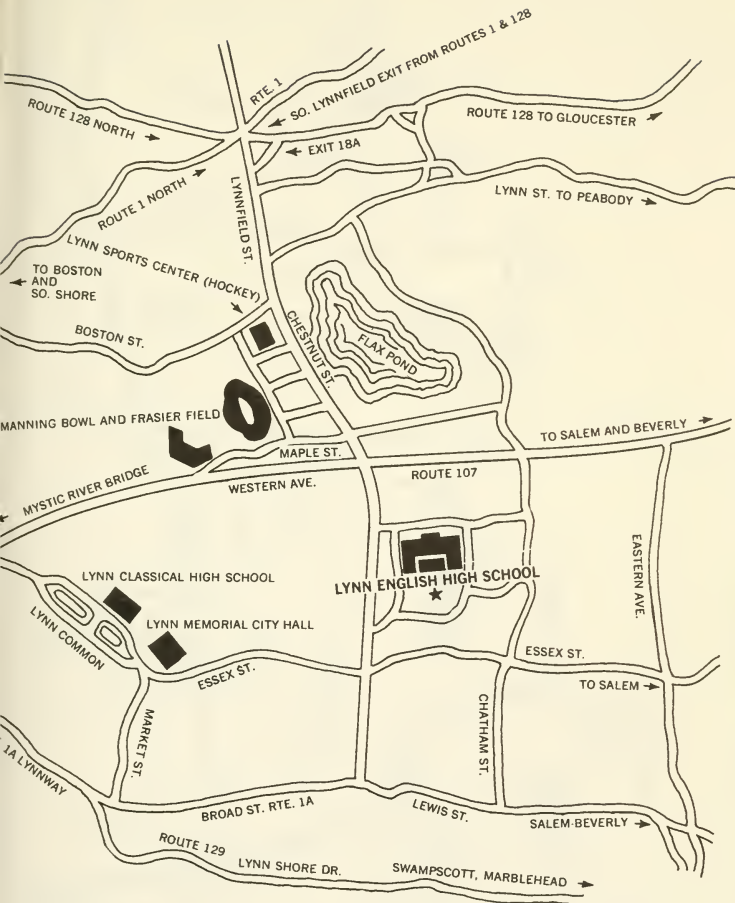 SO. LYNNFIELD EXIT FROM ROUTES 1 & 128
RTE. 1
ROUTE 128 NORTH
ROUTE 128 TO GLOUCESTER
EXIT 18A
ROUTE 1 NORTH
LYNNFIELD ST.
LYNN ST. TO PEABODY
LYNN SPORTS CENTER (HOCKEY)
TO BOSTON
AND
SO. SHORE
BOSTON ST.
CHESTNUT ST.
FLAX POND
MANNING BOWL AND FRASIER FIELD
TO SALEM AND BEVERLY
MAPLE ST.
MYSTIC RIVER BRIDGE
WESTERN AVE.
ROUTE 107
LYNN CLASSICAL HIGH SCHOOL
LYNN ENGLISH HIGH SCHOOL
EASTERN AVE.
LYNN MEMORIAL CITY HALL
LYNN COMMON
ESSEX ST.
ESSEX ST.
TO SALEM
MARKET ST.
CHATHAM ST.
1A LYNNWAY
BROAD ST. RTE. 1A
LEWIS ST.
SALEM-BEVERLY
ROUTE 129
LYNN SHORE DR.
SWAMPSCOTT, MARBLEHEAD